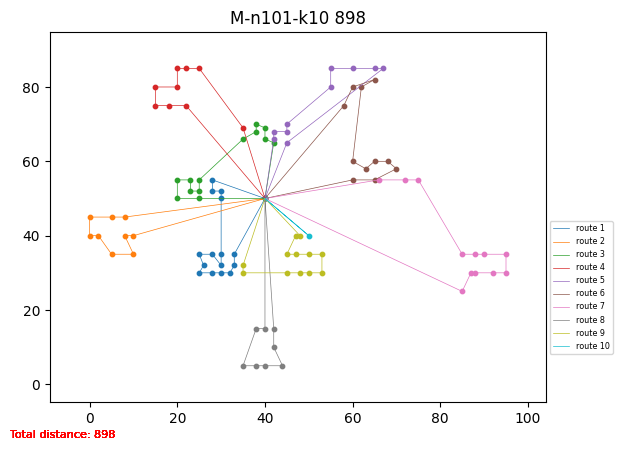 M-n101-k10 898
80
60
40
20
0
0
20
40
60
80
100
route 1
route 2
route 3
route 4
route 5
route 6
route 7
route 8
route 9
route 10
Total distance: